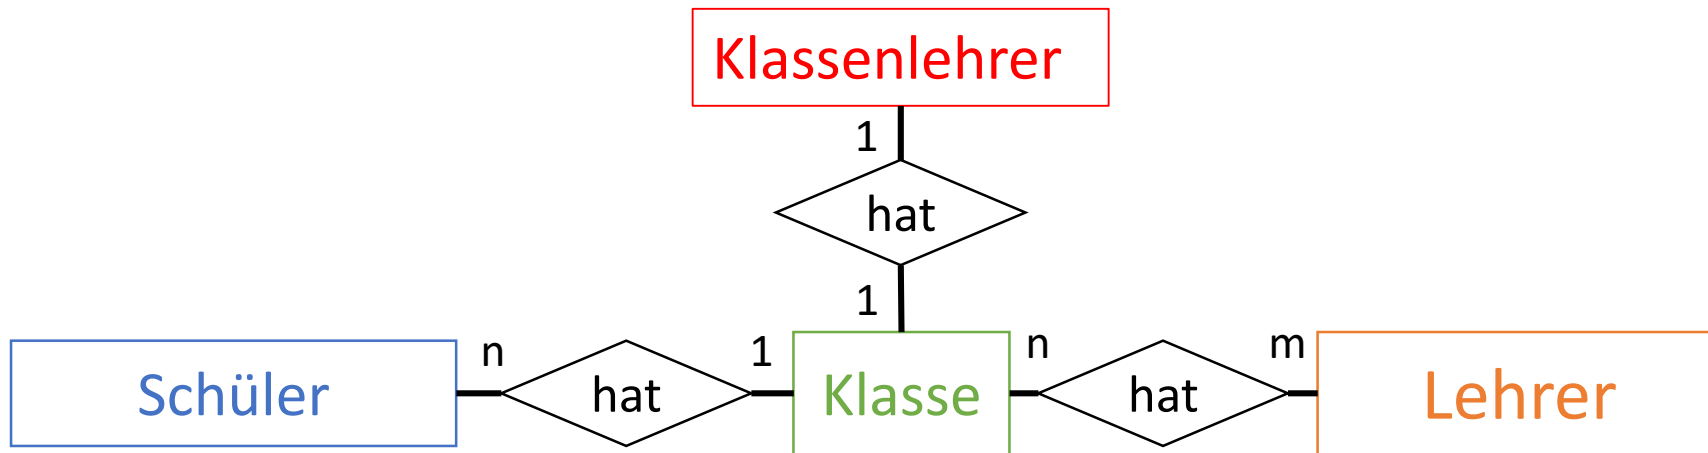 Klassenlehrer
1
hat
1
Schüler
n
hat
1
Klasse
n
hat
m
Lehrer